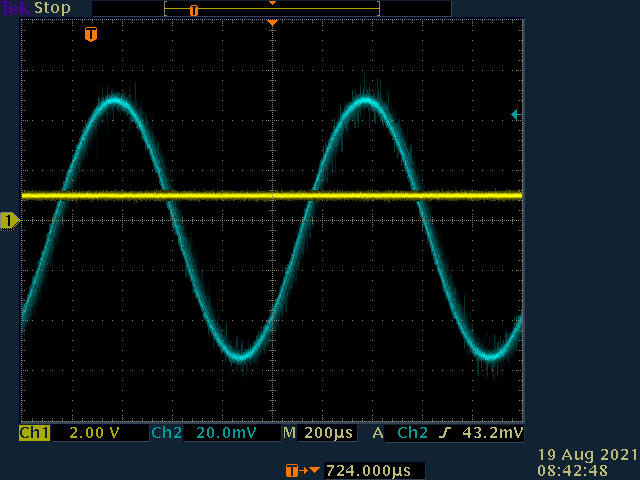 Tek Stop
T
T
1
Ch1 2.00 V Ch2 20.0mV M 200µs A Ch2 43.2mV
T 724.000µs
19 Aug 2021
08:42:48